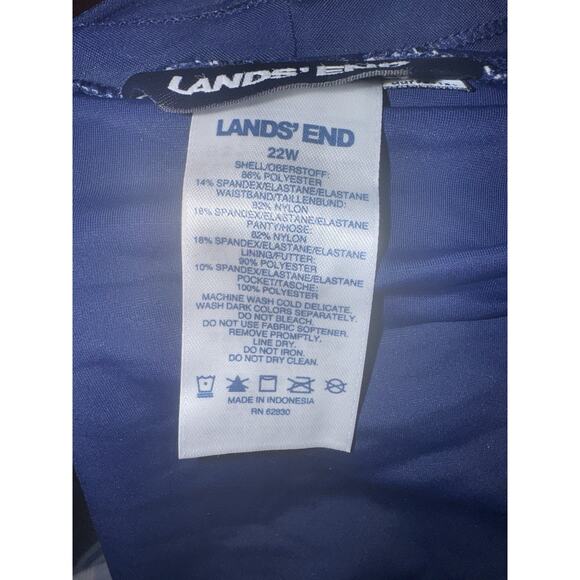 LANDS' END
LANDS' END
22W
SHELL/OBERSTOFF:
86% POLYESTER
14% SPANDEX/ELASTANE/ELASTANE
WAISTBAND/TAILLENBUND:
82% NYLON
18% SPANDEX/ELASTANE/ELASTANE
PANTY/HOSE:
82% NYLON
18% SPANDEX/ELASTANE/ELASTANE
LINING/FUTTER:
90% POLYESTER
10% SPANDEX/ELASTANE/ELASTANE
POCKET/TASCHE:
100% POLYESTER
MACHINE WASH COLD DELICATE.
WASH DARK COLORS SEPARATELY.
DO NOT BLEACH.
DO NOT USE FABRIC SOFTENER.
REMOVE PROMPTLY.
LINE DRY.
DO NOT IRON.
DO NOT DRY CLEAN.
MADE IN INDONESIA
RN 62830